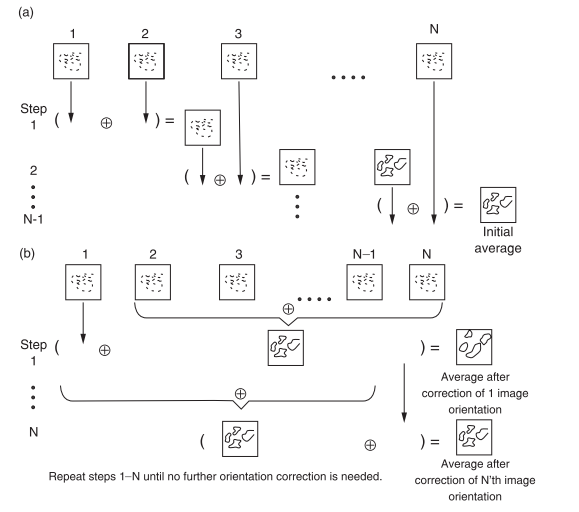 (a)
1 2 3 N
Step
1 ( ⊕ ) =
2 ( ⊕ ) = ( ⊕ ) =
N-1
Initial
average
(b)
1 2 3 N–1 N
⊕
Step
1 ( ⊕ ) =
Average after
correction of 1 image
orientation
⊕
N ( ⊕ ) =
Average after
correction of N'th image
orientation
Repeat steps 1–N until no further orientation correction is needed.